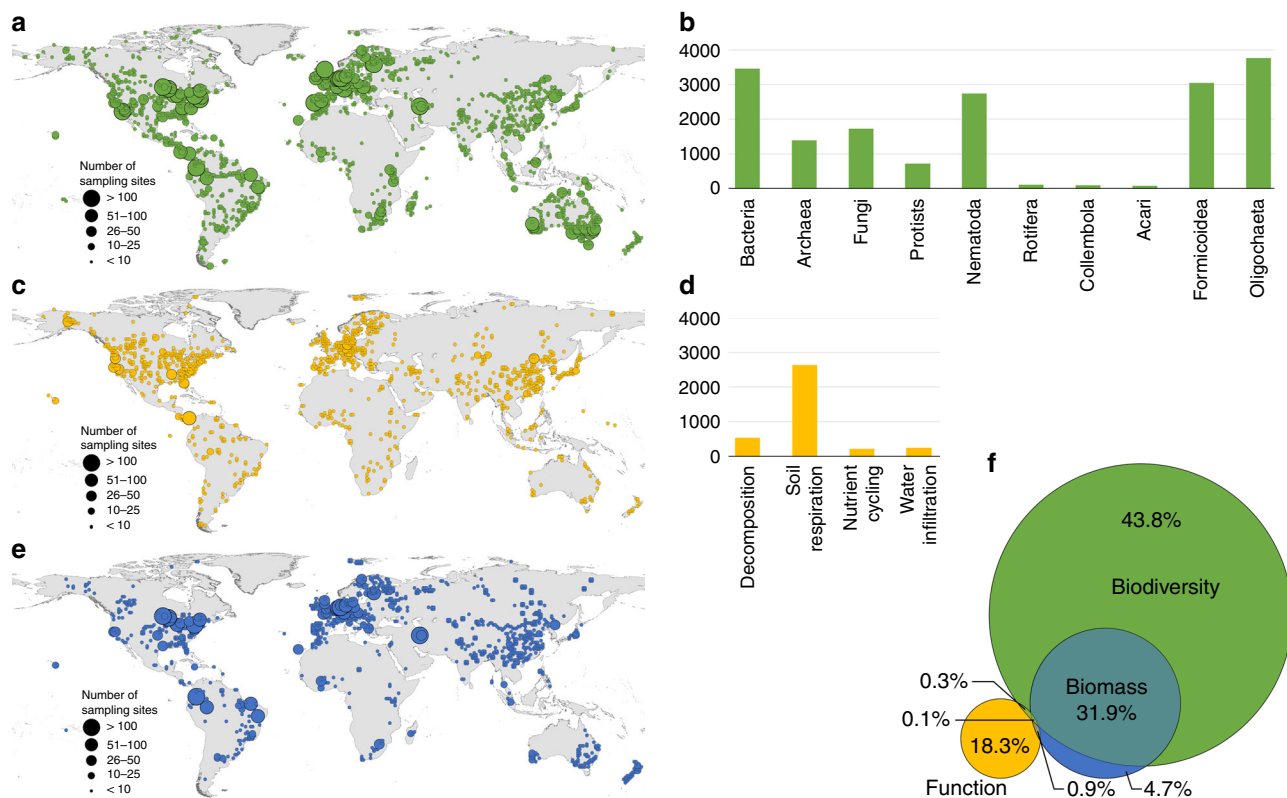 a
Number of
sampling sites
> 100
51–100
26–50
10–25
< 10
b
4000
3000
2000
1000
0
Bacteria
Archaea
Fungi
Protists
Nematoda
Rotifera
Collembola
Acari
Formicoidea
Oligochaeta
c
Number of
sampling sites
> 100
51–100
26–50
10–25
< 10
d
4000
3000
2000
1000
0
Decomposition
Soil
respiration
Nutrient
cycling
Water
infiltration
e
Number of
sampling sites
> 100
51–100
26–50
10–25
< 10
f
43.8%
Biodiversity
Biomass
31.9%
0.3%
0.1%
18.3%
Function
0.9%
4.7%